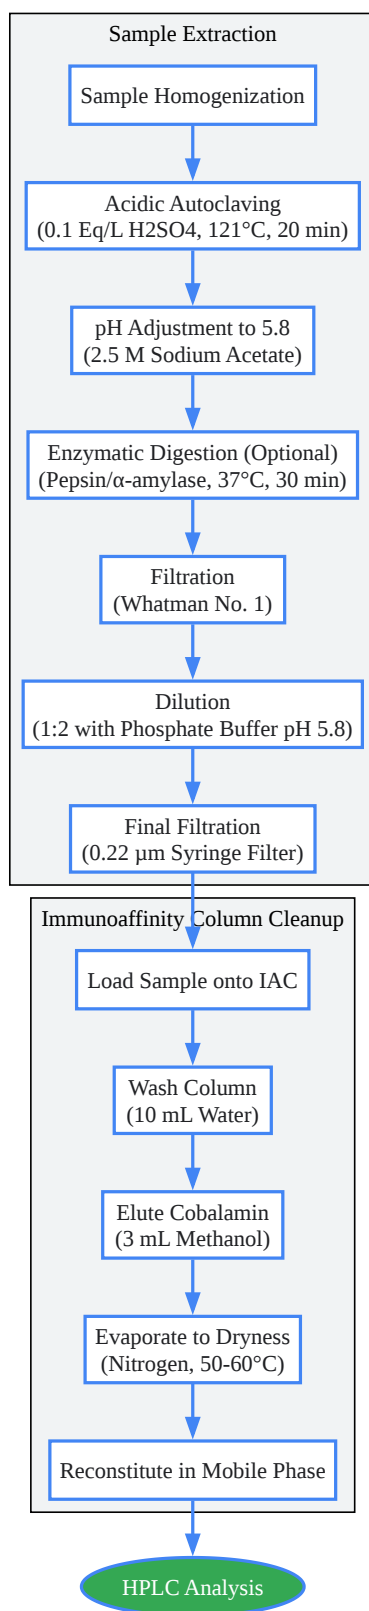 Sample Extraction
Sample Homogenization
Acidic Autoclaving
(0.1 Eq/L H2SO4, 121°C, 20 min)
pH Adjustment to 5.8
(2.5 M Sodium Acetate)
Enzymatic Digestion (Optional)
(Pepsin/α-amylase, 37°C, 30 min)
Filtration
(Whatman No. 1)
Dilution
(1:2 with Phosphate Buffer pH 5.8)
Final Filtration
(0.22 µm Syringe Filter)
Immunoaffinity Column Cleanup
Load Sample onto IAC
Wash Column
(10 mL Water)
Elute Cobalamin
(3 mL Methanol)
Evaporate to Dryness
(Nitrogen, 50-60°C)
Reconstitute in Mobile Phase
HPLC Analysis